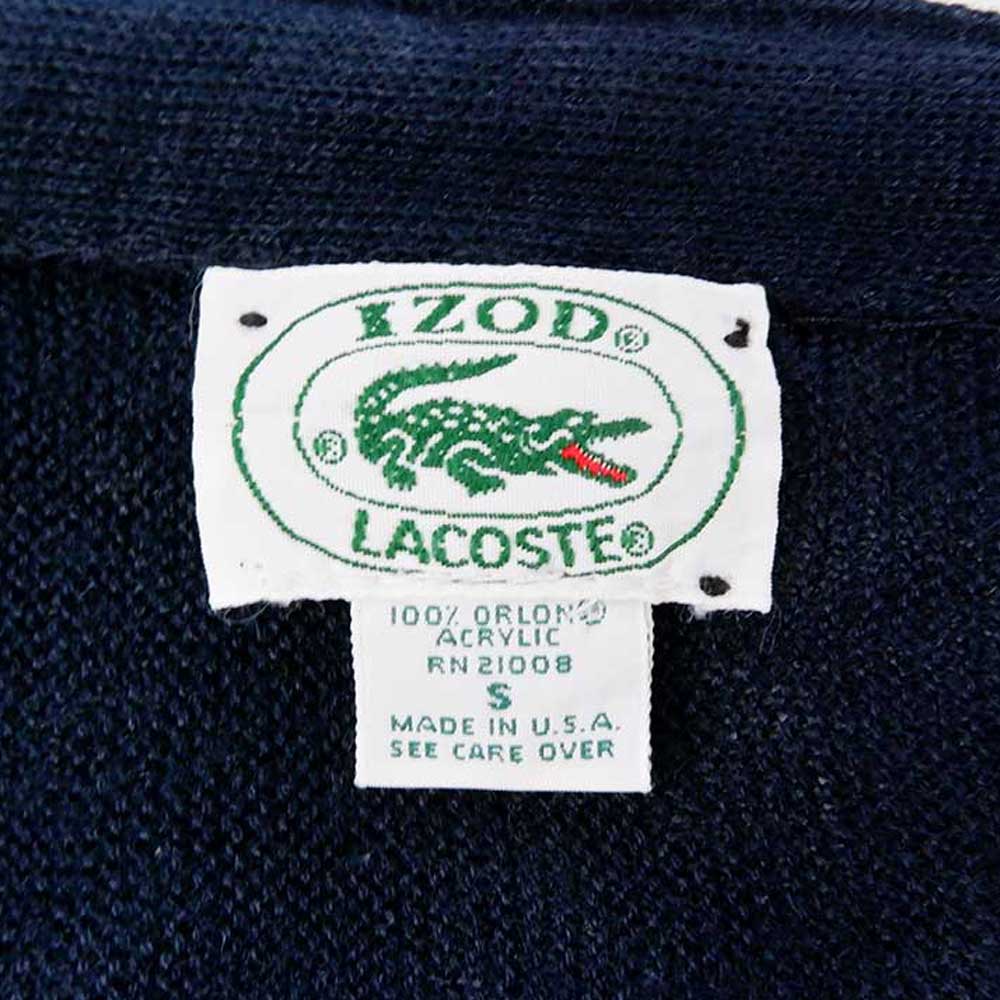 IZOD®
®
LACOSTE®
100% ORLON®
ACRYLIC
RN 21008
S
MADE IN U.S.A.
SEE CARE OVER